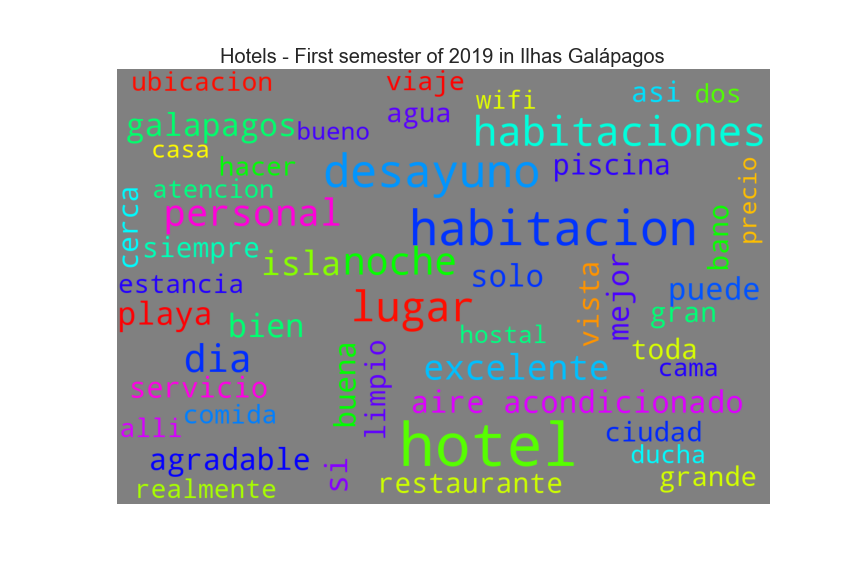 Hotels - First semester of 2019 in Ilhas Galápagos
ubicacion
viaje
wifi
asi
dos
galapagos
bueno
agua
habitaciones
casa
hacer
desayuno
piscina
precio
atencion
cerca
personal
habitacion
bano
siempre
isla
noche
solo
vista
mejor
puede
estancia
playa
bien
lugar
hostal
gran
toda
dia
buena
limpio
excelente
cama
servicio
comida
aire acondicionado
alli
ciudad
agradable
si
hotel
ducha
realmente
restaurante
grande